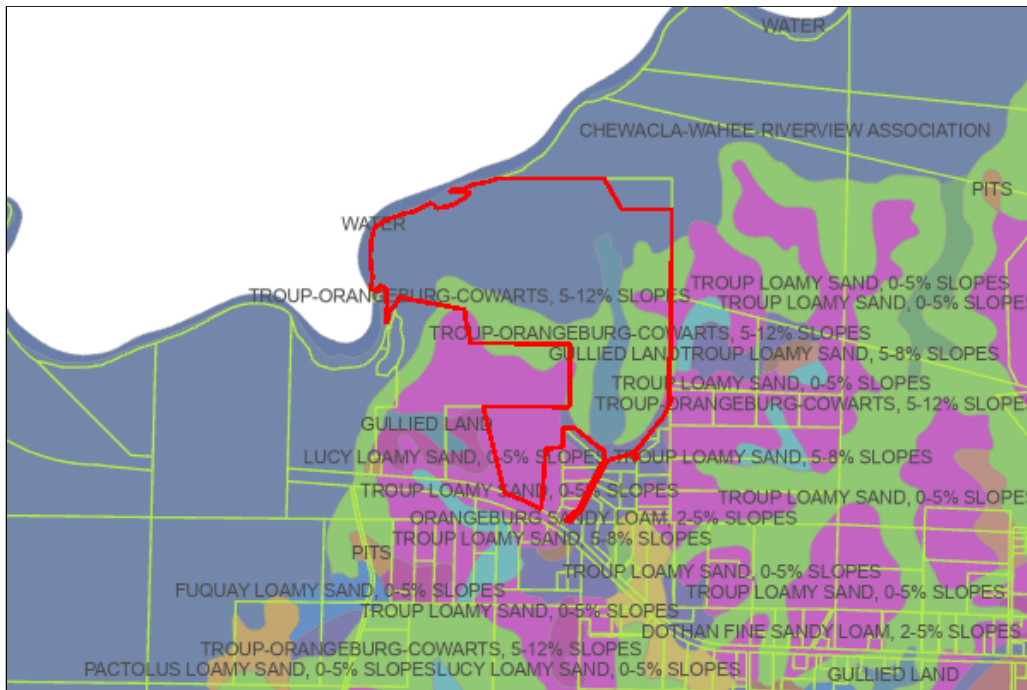 WATER
CHEWACLA-WAHEE-RIVERVIEW ASSOCIATION
PITS
WATER
TROUP LOAMY SAND, 0-5% SLOPES
TROUP-ORANGEBURG-COWARTS, 5-12% SLOPES
TROUP LOAMY SAND, 0-5% SLOPES
TROUP-ORANGEBURG-COWARTS, 5-12% SLOPES
GULLIED LAND
TROUP LOAMY SAND, 5-8% SLOPES
TROUP LOAMY SAND, 0-5% SLOPES
TROUP-ORANGEBURG-COWARTS, 5-12% SLOPES
GULLIED LAND
LUCY LOAMY SAND, 0-5% SLOPES
TROUP LOAMY SAND, 5-8% SLOPES
TROUP LOAMY SAND, 0-5% SLOPES
TROUP LOAMY SAND, 0-5% SLOPES
ORANGEBURG SANDY LOAM, 2-5% SLOPES
TROUP LOAMY SAND, 5-8% SLOPES
PITS
TROUP LOAMY SAND, 0-5% SLOPES
FUQUAY LOAMY SAND, 0-5% SLOPES
TROUP LOAMY SAND, 0-5% SLOPES
TROUP LOAMY SAND, 0-5% SLOPES
DOTHAN FINE SANDY LOAM, 2-5% SLOPES
TROUP-ORANGEBURG-COWARTS, 5-12% SLOPES
PACTOLUS LOAMY SAND, 0-5% SLOPES
LUCY LOAMY SAND, 0-5% SLOPES
GULLIED LAND